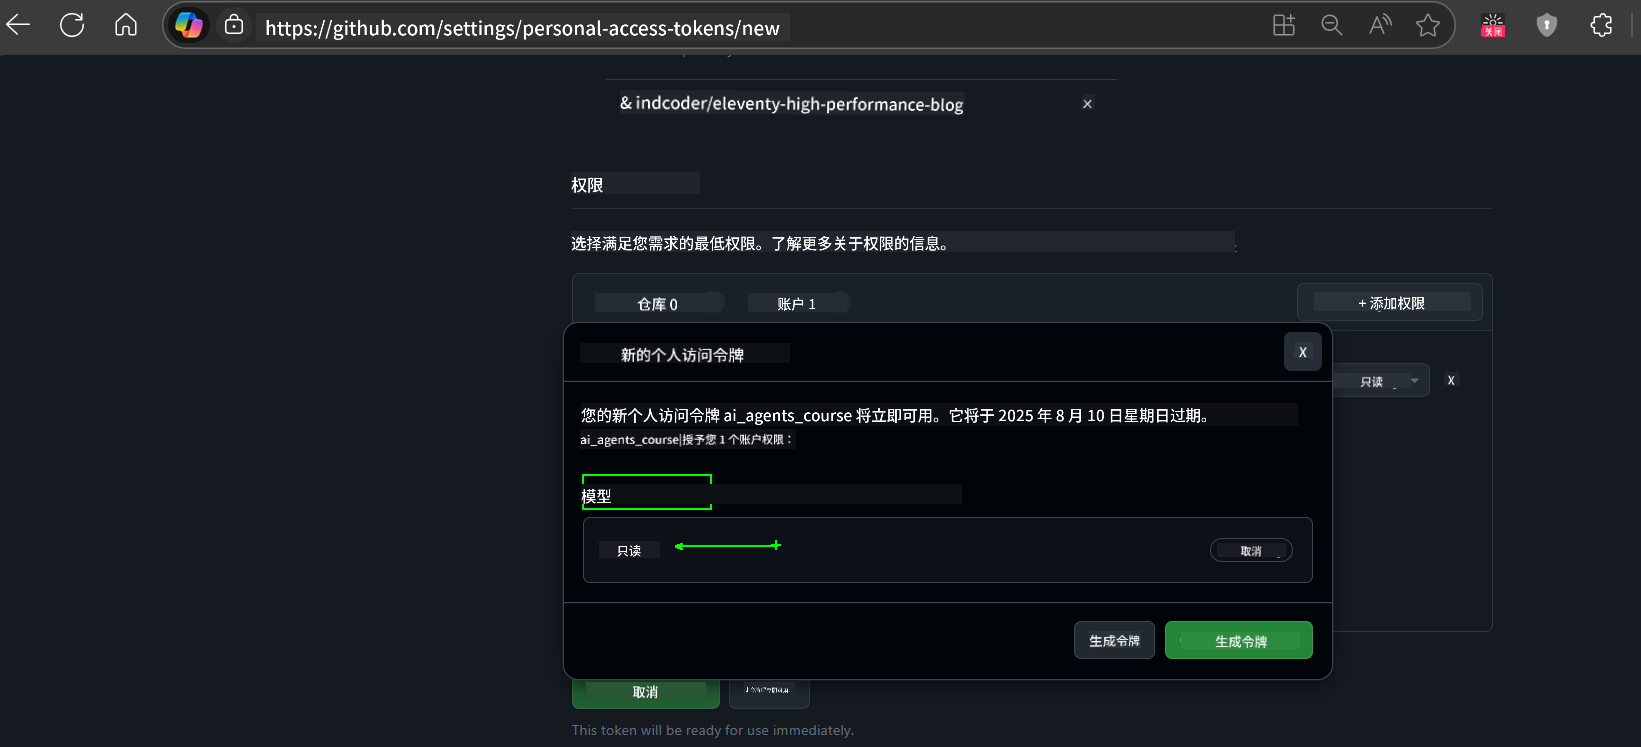 https://github.com/settings/personal-access-tokens/new
关闭
& indcoder/eleventy-high-performance-blog
x
权限
选择满足您需求的最低权限。了解更多关于权限的信息。
仓库 0
账户 1
+ 添加权限
新的个人访问令牌
X
只读
X
您的新个人访问令牌 ai_agents_course 将立即可用。它将于 2025 年 8 月 10 日星期日过期。
ai_agents_course|授予您 1 个账户权限：
模型
只读
取消
生成令牌
生成令牌
取消
This token will be ready for use immediately.